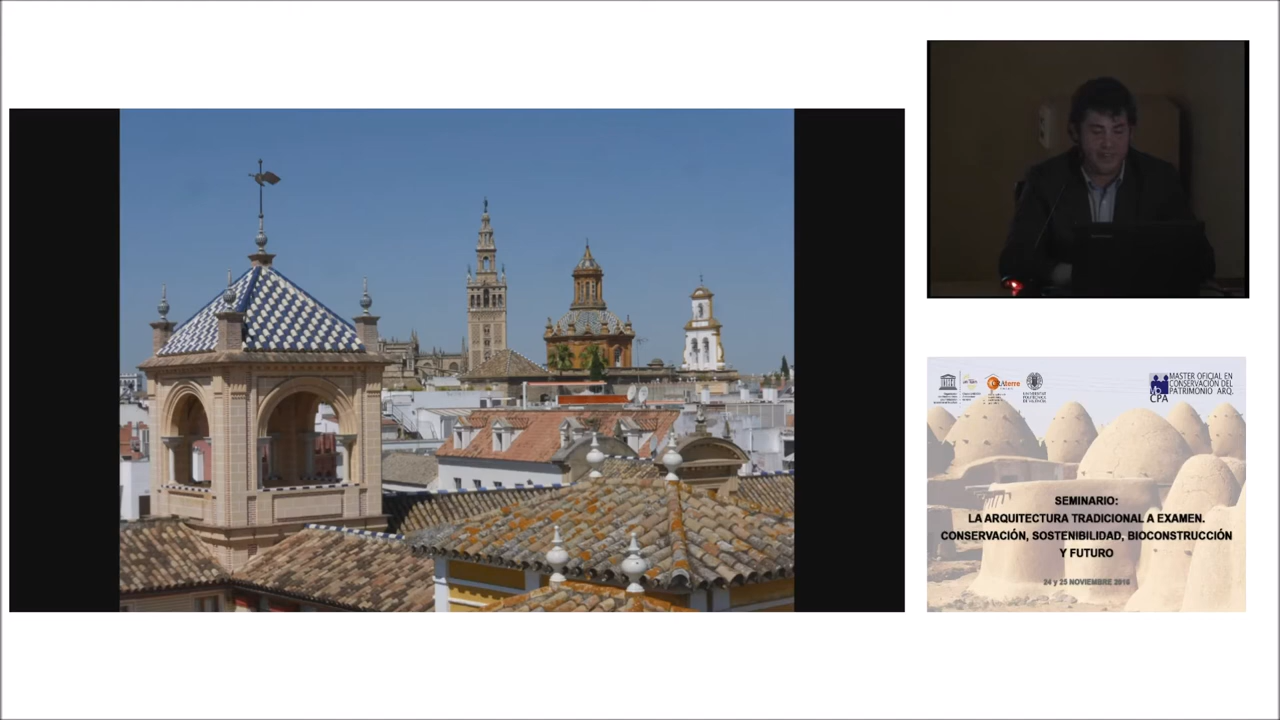 MASTER OFICIAL EN
CONSERVACIÓN DEL
PATRIMONIO ARQ.
CPA
SEMINARIO:
LA ARQUITECTURA TRADICIONAL A EXAMEN.
CONSERVACIÓN, SOSTENIBILIDAD, BIOCONSTRUCCIÓN
Y FUTURO
24 y 25 NOVIEMBRE 2016